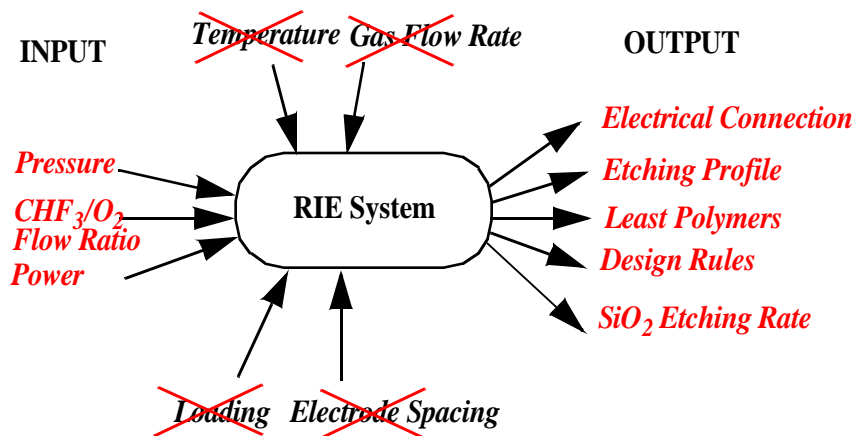 INPUT
Temperature
Gas Flow Rate
OUTPUT
Pressure
CHF3/O2
Flow Ratio
Power
RIE System
Electrical Connection
Etching Profile
Least Polymers
Design Rules
SiO2 Etching Rate
Loading
Electrode Spacing